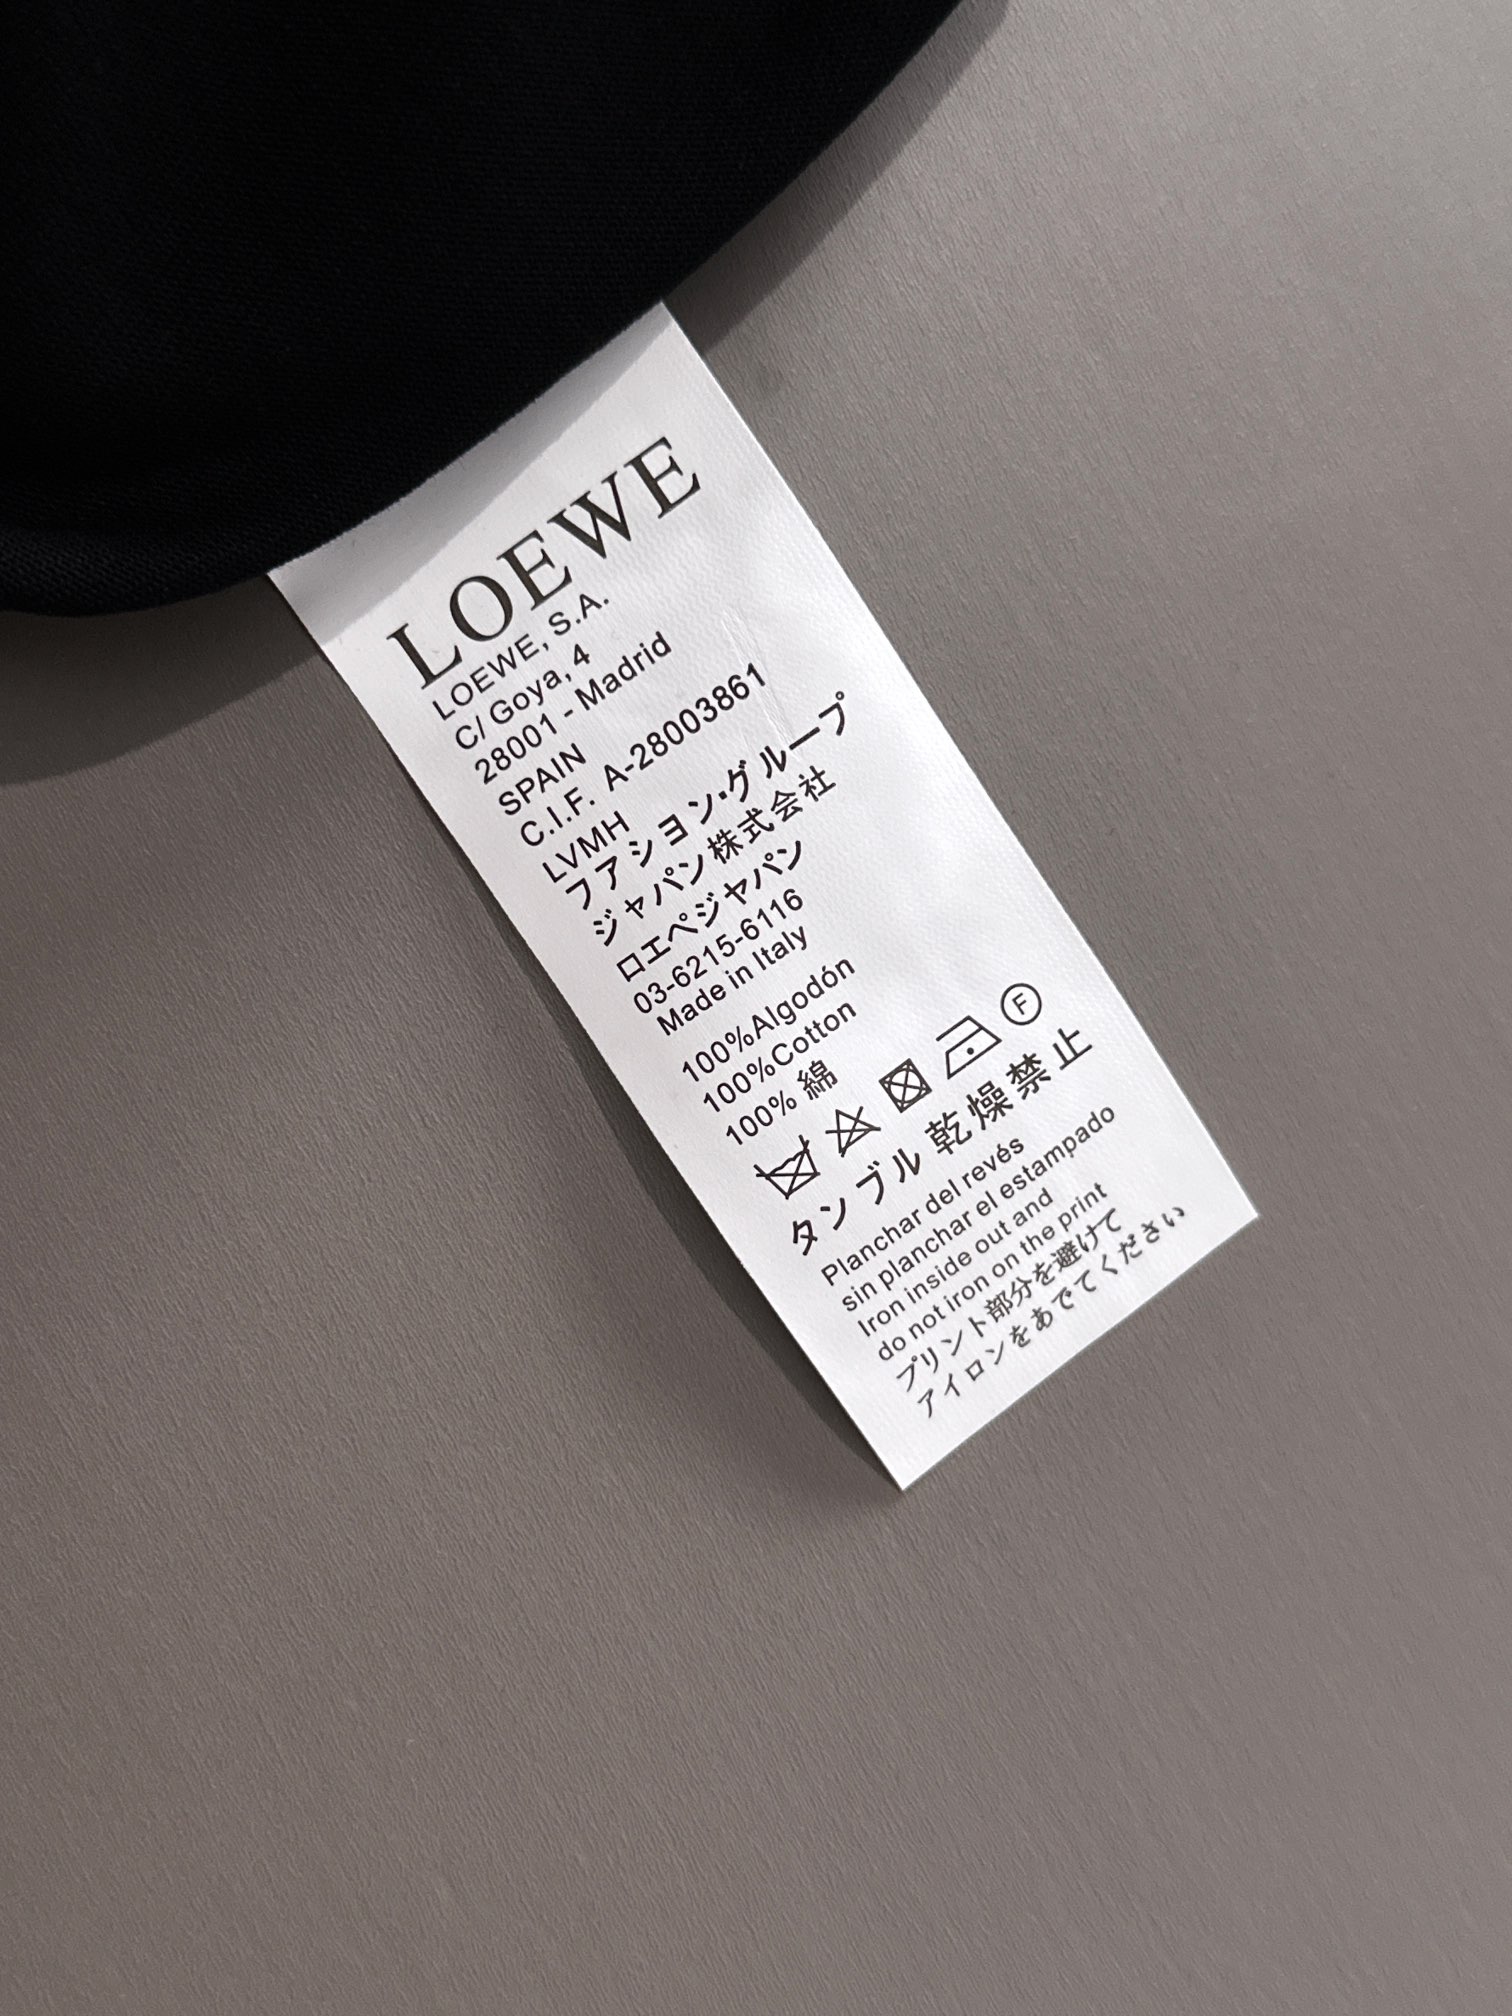 LOEWE
LOEWE, S.A.
C/ Goya, 4
28001 - Madrid
SPAIN
C.I.F. A-28003861
LVMH
フアション・グループ
ジャパン株式会社
ロエベジャパン
03-6215-6116
Made in Italy
100%Algodón
100%Cotton
100% 綿
F
タンブル乾燥禁止
Planchar del revés
sin planchar el estampado
Iron inside out and
do not iron on the print
プリント部分を避けて
アイロンをあでてください